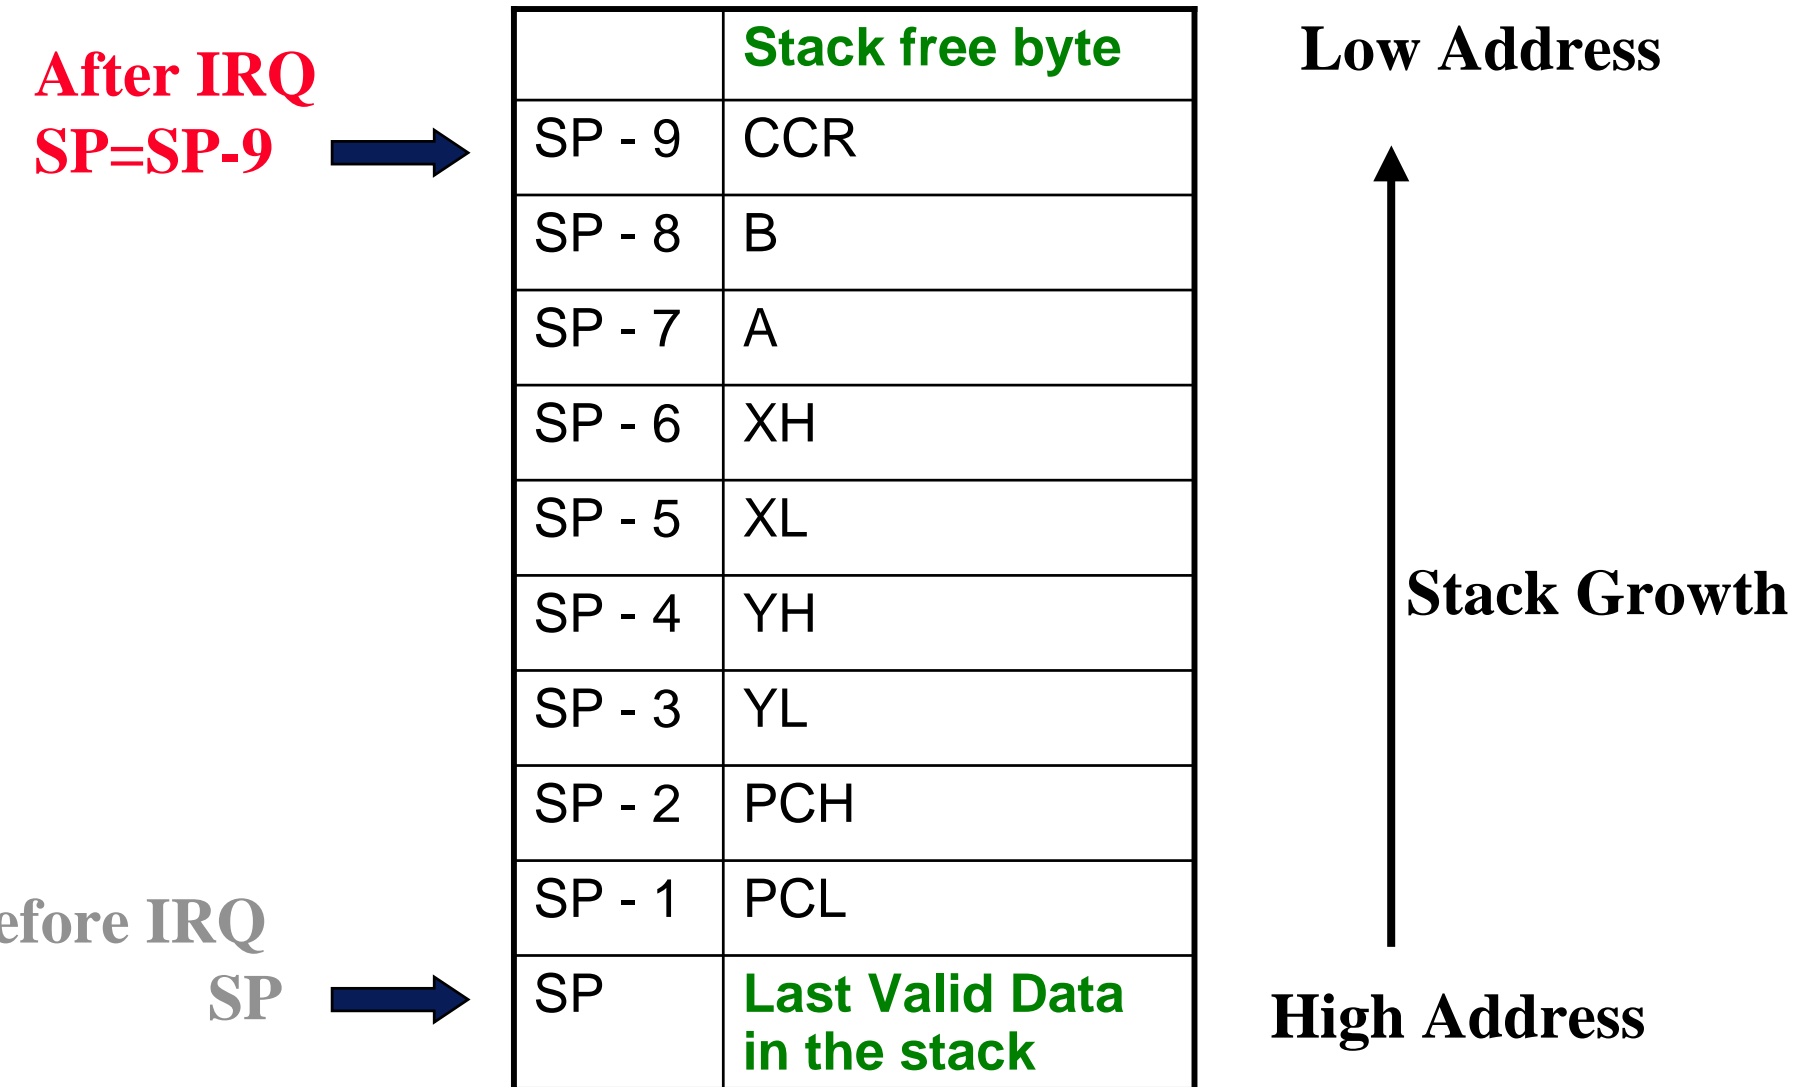 Stack free byte
Low Address
After IRQ
SP=SP-9
SP - 9 CCR
SP - 8 B
SP - 7 A
SP - 6 XH
SP - 5 XL
SP - 4 YH
Stack Growth
SP - 3 YL
SP - 2 PCH
SP - 1 PCL
efore IRQ
SP
SP Last Valid Data
in the stack
High Address